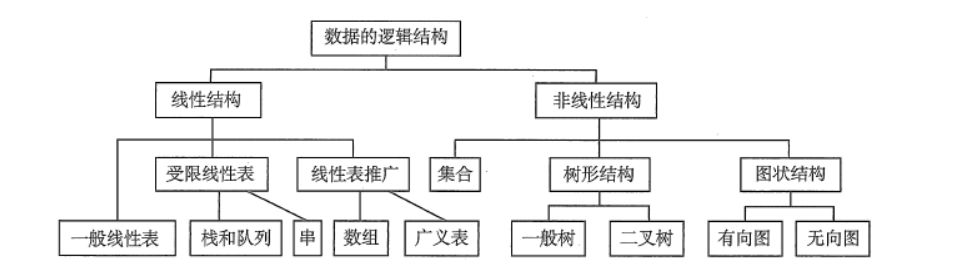 数据的逻辑结构
线性结构
非线性结构
受限线性表
线性表推广
集合
树形结构
图状结构
一般线性表
栈和队列
串
数组
广义表
一般树
二叉树
有向图
无向图